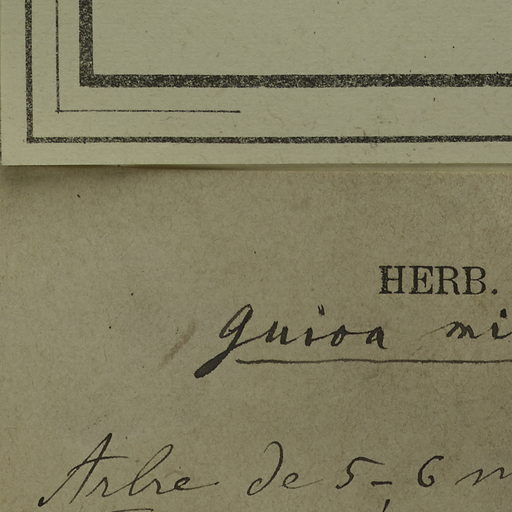 HERB.
Guioa mi
Arbre de 5-6 m